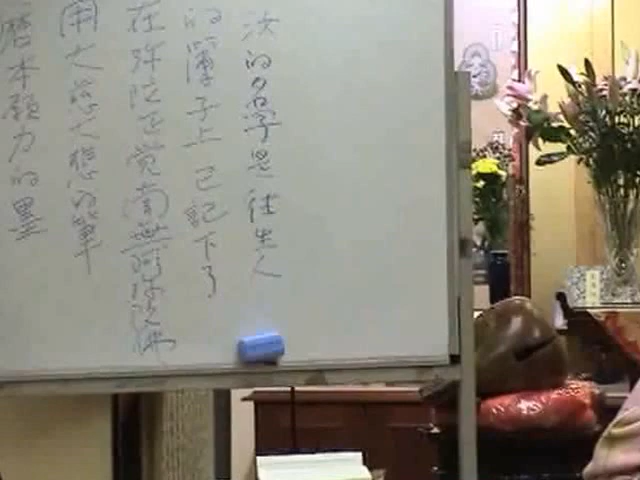 磨本願力的墨
用大慈大悲的筆
在弥陀正覚(南無阿弥陀佛)
的簿子上 已記下了
汝的名字是往生人